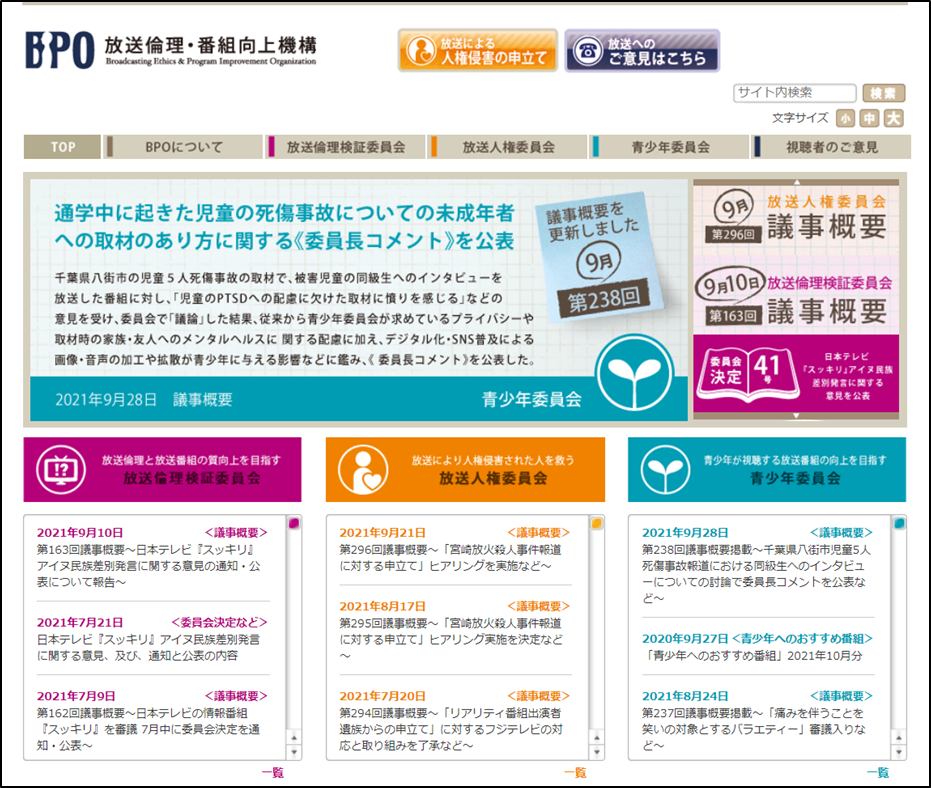 BPO 放送倫理・番組向上機構
Broadcasting Ethics & Program Improvement Organization
放送による
人権侵害の申立て
放送への
ご意見はこちら
サイト内検索
検索
文字サイズ 小 中 大
TOP
BPOについて
放送倫理検証委員会
放送人権委員会
青少年委員会
視聴者のご意見
通学中に起きた児童の死傷事故についての未成年者
への取材のあり方に関する《委員長コメント》を公表
千葉県八街市の児童5人死傷事故の取材で、被害児童の同級生へのインタビューを
放送した番組に対し、「児童のPTSDへの配慮に欠けた取材に憤りを感じる」などの
意見を受け、委員会で「議論」した結果、従来から青少年委員会が求めているプライバシーや
取材時の家族・友人へのメンタルヘルスに 関する配慮に加え、デジタル化・SNS普及による
画像・音声の加工や拡散が青少年に与える影響などに鑑み、《 委員長コメント》を公表した。
2021年9月28日 議事概要
青少年委員会
議事概要を
更新しました
9月
第238回
9月
第296回
放送人権委員会
議事概要
9月10日
第163回
放送倫理検証委員会
議事概要
委員会
決定
41
号
日本テレビ
『スッキリ』アイヌ民族
差別発言に関する
意見を公表
!?
放送倫理と放送番組の質向上を目指す
放送倫理検証委員会
放送により人権侵害された人を救う
放送人権委員会
青少年が視聴する放送番組の向上を目指す
青少年委員会
2021年9月10日 <議事概要>
第163回議事概要～日本テレビ『スッキリ』
アイヌ民族差別発言に関する意見の通知・公
表について報告～
2021年7月21日 <委員会決定など>
日本テレビ『スッキリ』アイヌ民族差別発言
に関する意見、及び、通知と公表の内容
2021年7月9日 <議事概要>
第162回議事概要～日本テレビの情報番組
『スッキリ』を審議 7月中に委員会決定を通
知・公表～
一覧
2021年9月21日 <議事概要>
第296回議事概要～「宮崎放火殺人事件報道
に対する申立て」ヒアリングを実施など～
2021年8月17日 <議事概要>
第295回議事概要～「宮崎放火殺人事件報道
に対する申立て」ヒアリング実施を決定など
～
2021年7月20日 <議事概要>
第294回議事概要～「リアリティ番組出演者
遺族からの申立て」に対するフジテレビの対
応と取り組みを了承など～
一覧
2021年9月28日 <議事概要>
第238回議事概要掲載～千葉県八街市児童5人
死傷事故報道における同級生へのインタビュ
ーについての討論で委員長コメントを公表な
ど～
2020年9月27日 <青少年へのおすすめ番組>
「青少年へのおすすめ番組」2021年10月分
2021年8月24日 <議事概要>
第237回議事概要掲載～「痛みを伴うことを
笑いの対象とするバラエティー」審議入りな
ど～
一覧